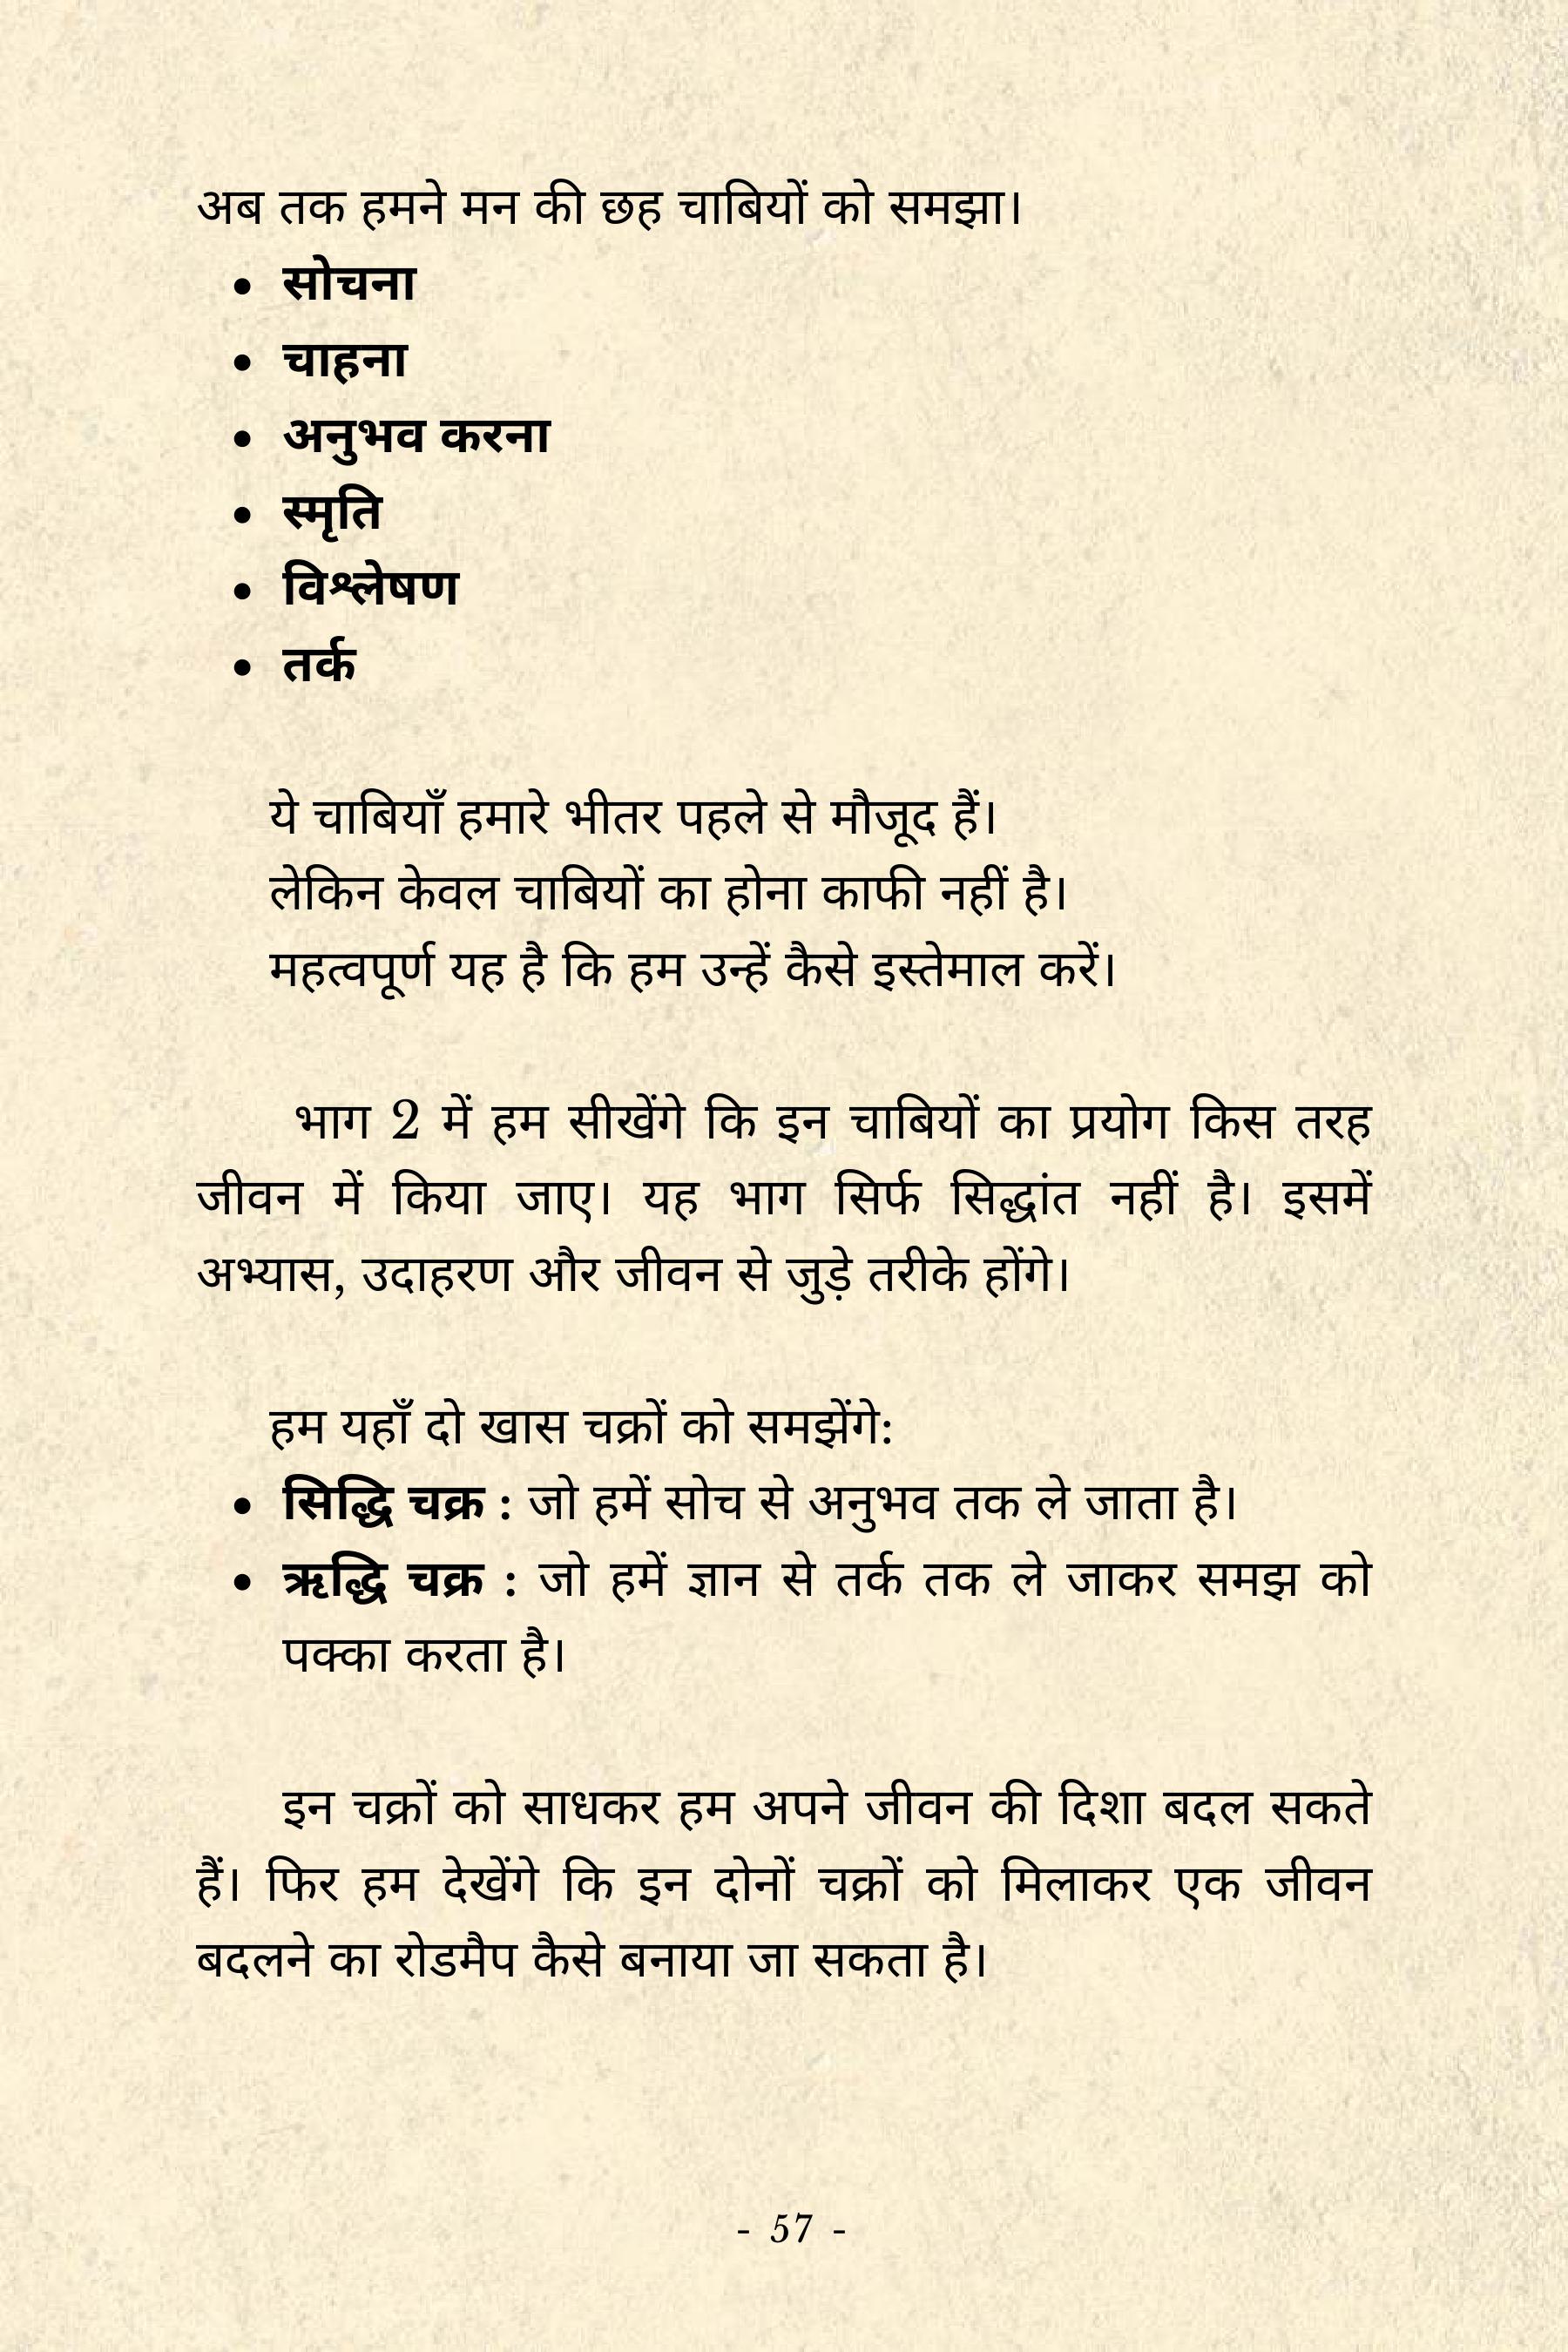 अब तक हमने मन की छह चाबियों को समझा।
• सोचना
• चाहना
• अनुभव करना
• स्मृति
• विश्लेषण
• तर्क
ये चाबियाँ हमारे भीतर पहले से मौजूद हैं।
लेकिन केवल चाबियों का होना काफी नहीं है।
महत्वपूर्ण यह है कि हम उन्हें कैसे इस्तेमाल करें।
भाग 2 में हम सीखेंगे कि इन चाबियों का प्रयोग किस तरह
जीवन में किया जाए। यह भाग सिर्फ सिद्धांत नहीं है। इसमें
अभ्यास, उदाहरण और जीवन से जुड़े तरीके होंगे।
हम यहाँ दो खास चक्रों को समझेंगे:
• सिद्धि चक्र : जो हमें सोच से अनुभव तक ले जाता है।
• ऋद्धि चक्र : जो हमें ज्ञान से तर्क तक ले जाकर समझ को
पक्का करता है।
इन चक्रों को साधकर हम अपने जीवन की दिशा बदल सकते
हैं। फिर हम देखेंगे कि इन दोनों चक्रों को मिलाकर एक जीवन
बदलने का रोडमैप कैसे बनाया जा सकता है।
- 57 -